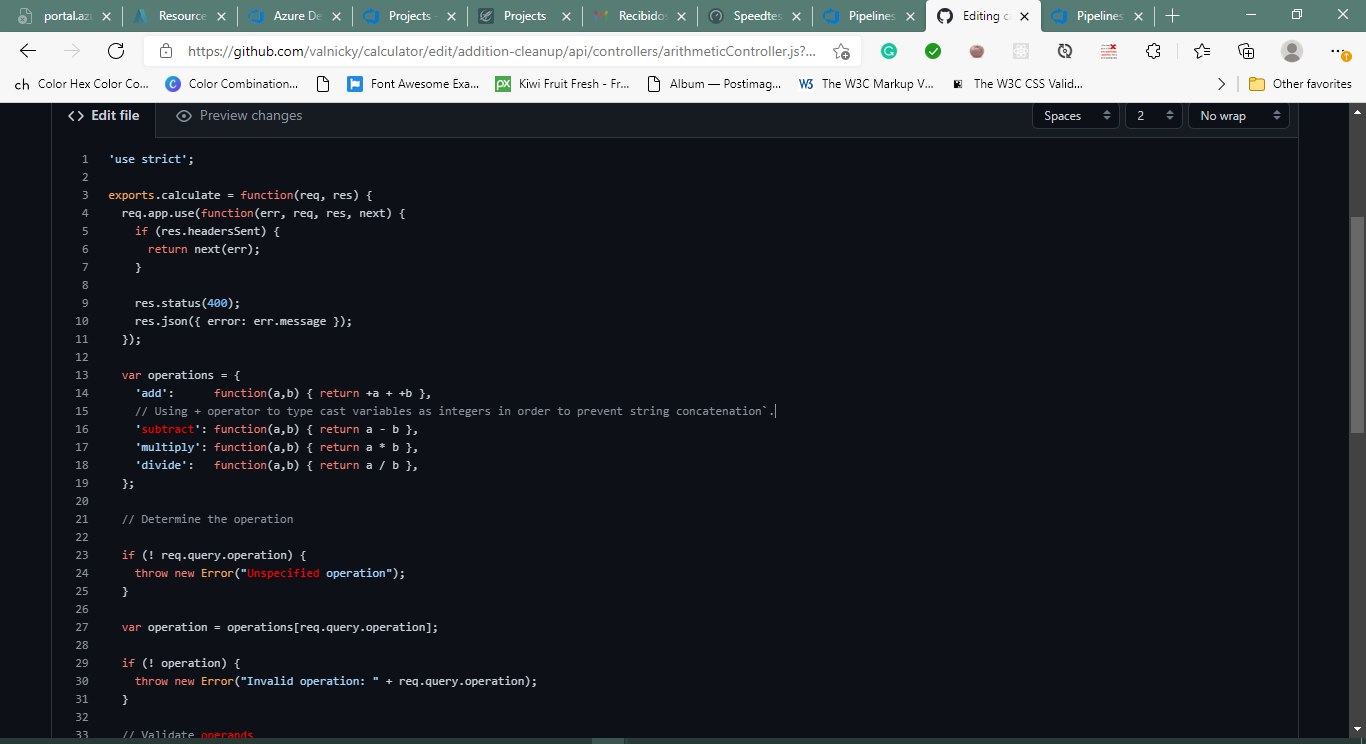 portal.az
Resource
Azure De
Projects -
Projects
Recibido
Speedtes
Pipelines
Editing c
Pipelines
https://github.com/valnicky/calculator/edit/addition-cleanup/api/controllers/arithmeticController.js?...
ch Color Hex Color Co...
C Color Combination...
Font Awesome Exa...
px Kiwi Fruit Fresh - Fr...
Album — Postimag...
W3 The W3C Markup V...
The W3C CSS Valid...
Other favorites
<> Edit file
Preview changes
Spaces
2
No wrap
1 'use strict';
2
3 exports.calculate = function(req, res) {
4 req.app.use(function(err, req, res, next) {
5 if (res.headersSent) {
6 return next(err);
7 }
8
9 res.status(400);
10 res.json({ error: err.message });
11 });
12
13 var operations = {
14 'add': function(a,b) { return +a + +b },
15 // Using + operator to type cast variables as integers in order to prevent string concatenation`.
16 'subtract': function(a,b) { return a - b },
17 'multiply': function(a,b) { return a * b },
18 'divide': function(a,b) { return a / b },
19 };
20
21 // Determine the operation
22
23 if (! req.query.operation) {
24 throw new Error("Unspecified operation");
25 }
26
27 var operation = operations[req.query.operation];
28
29 if (! operation) {
30 throw new Error("Invalid operation: " + req.query.operation);
31 }
32
33 // Validate operands